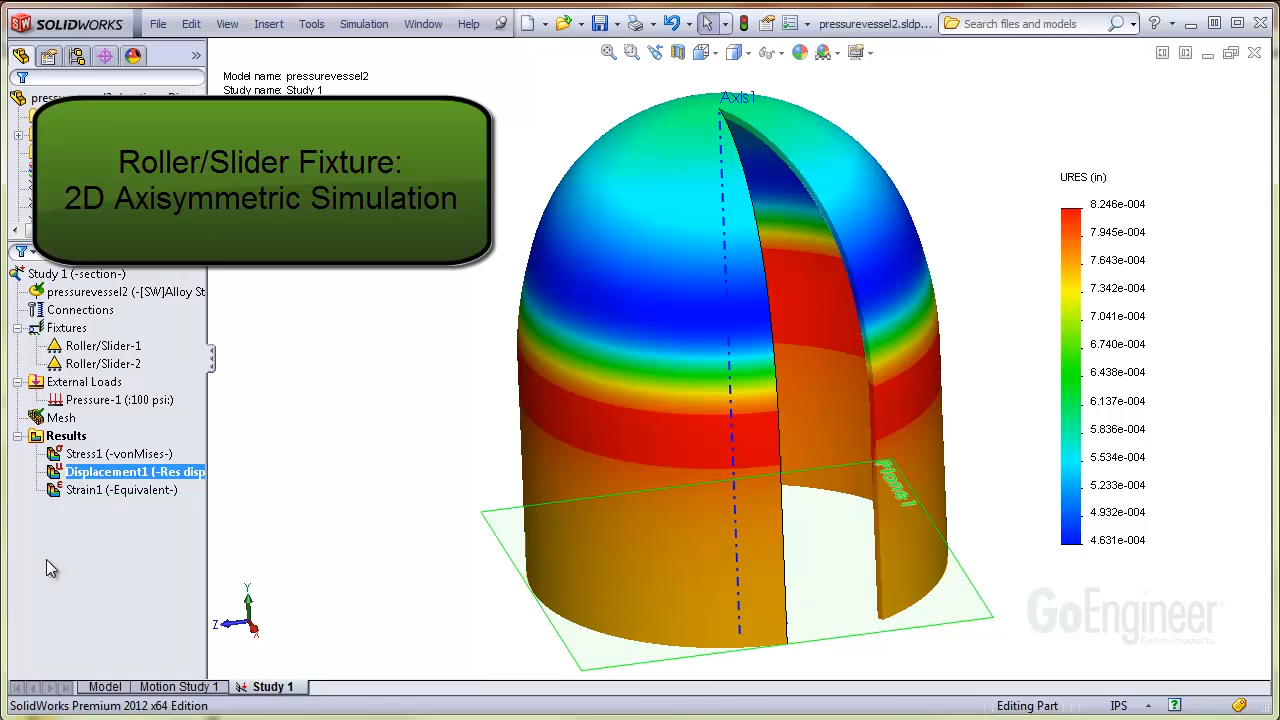 SOLIDWORKS File Edit View Insert Tools Simulation Window Help pressurevessel2.sldp... Search files and models
Model name: pressurevessel2
Study name: Study 1
Roller/Slider Fixture:
2D Axisymmetric Simulation
Axis1
Plane 1
URES (in)
8.246e-004
7.945e-004
7.643e-004
7.342e-004
7.041e-004
6.740e-004
6.438e-004
6.137e-004
5.836e-004
5.534e-004
5.233e-004
4.932e-004
4.631e-004
Study 1 (-section-)
pressurevessel2 (-[SW]Alloy St
Connections
Fixtures
Roller/Slider-1
Roller/Slider-2
External Loads
Pressure-1 (:100 psi:)
Mesh
Results
Stress1 (-vonMises-)
Displacement1 (-Res disp
Strain1 (-Equivalent-)
Y
Z
X
GoEngineer
Model Motion Study 1 Study 1
SolidWorks Premium 2012 x64 Edition Editing Part IPS